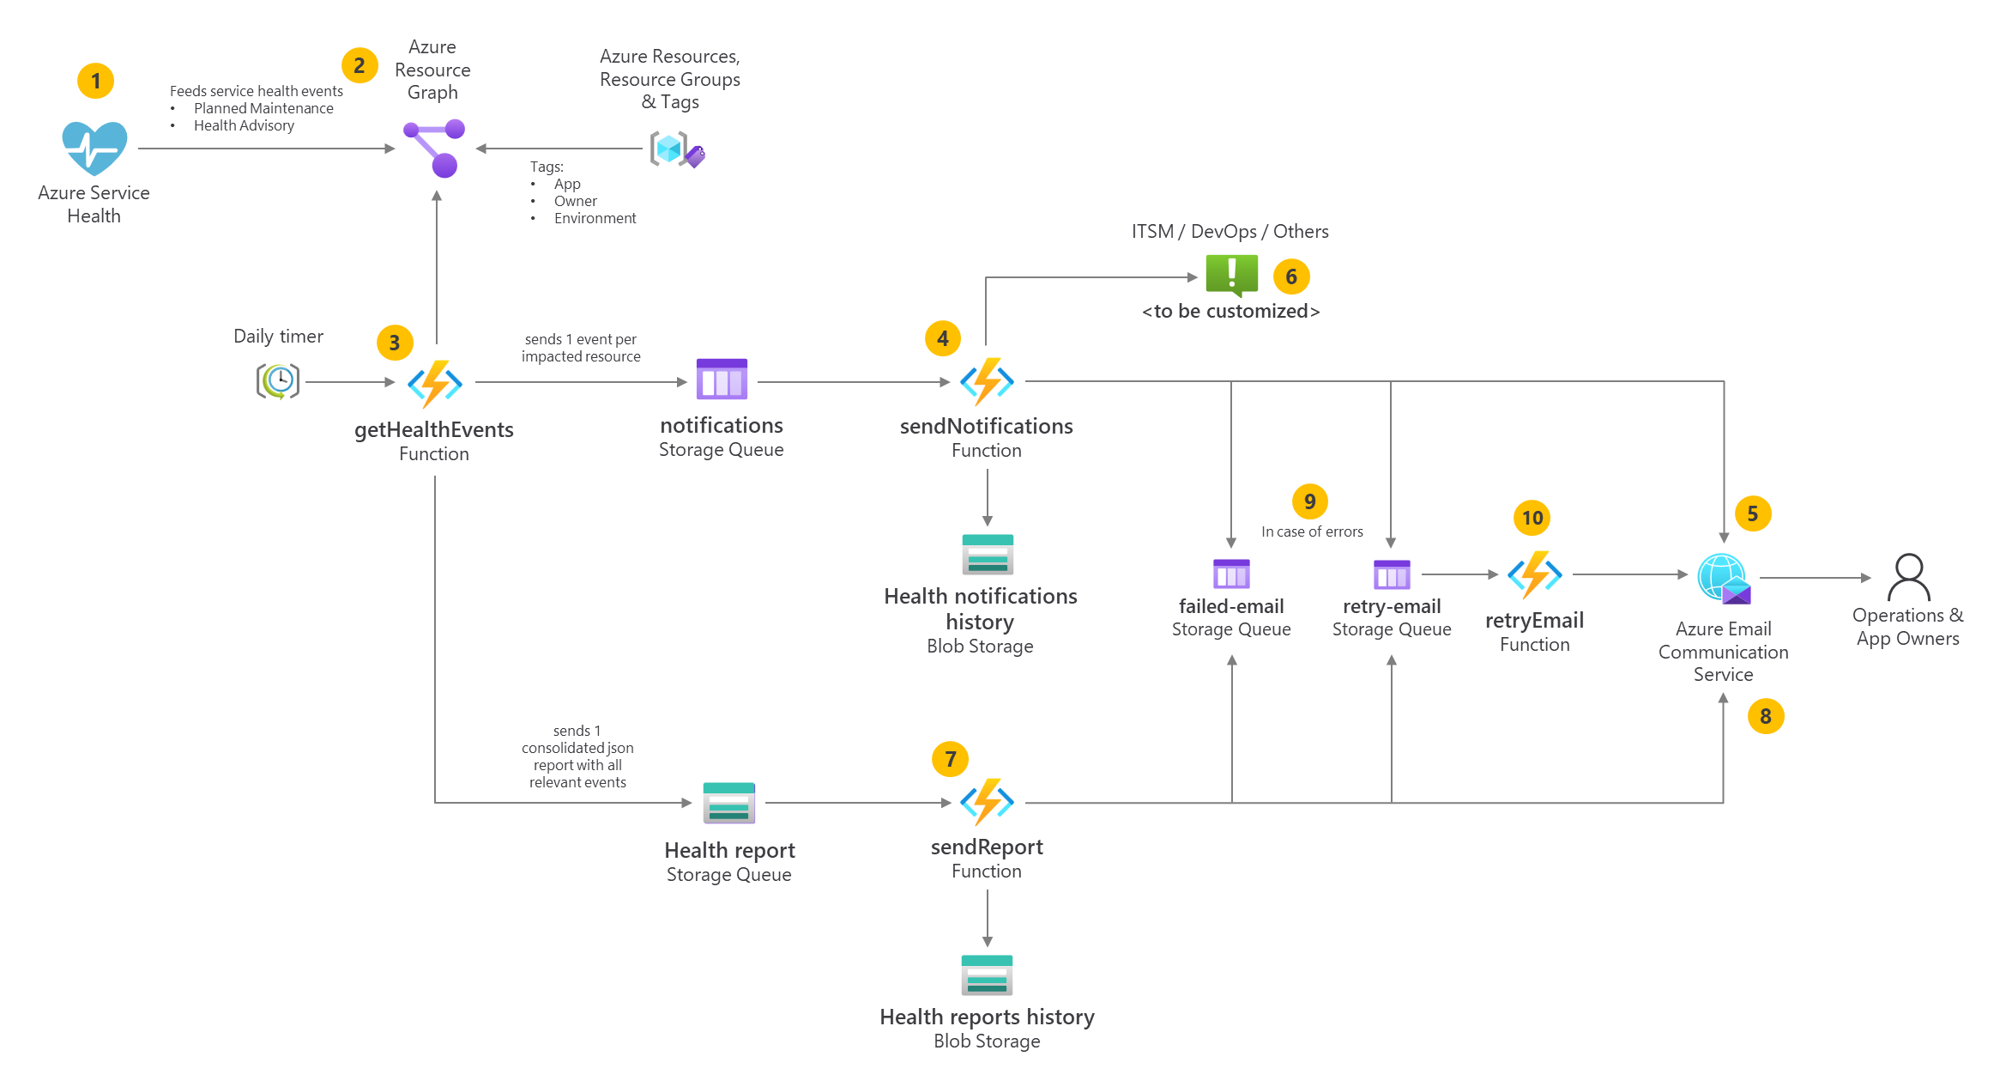 1
Azure Service
Health
Feeds service health events
• Planned Maintenance
• Health Advisory
2
Azure
Resource
Graph
Azure Resources,
Resource Groups
& Tags
Tags:
• App
• Owner
• Environment
Daily timer
3
getHealthEvents
Function
sends 1 event per
impacted resource
notifications
Storage Queue
4
sendNotifications
Function
ITSM / DevOps / Others
6
<to be customized>
Health notifications
history
Blob Storage
9
In case of errors
failed-email
Storage Queue
retry-email
Storage Queue
10
retryEmail
Function
5
Azure Email
Communication
Service
8
Operations &
App Owners
sends 1
consolidated json
report with all
relevant events
Health report
Storage Queue
7
sendReport
Function
Health reports history
Blob Storage